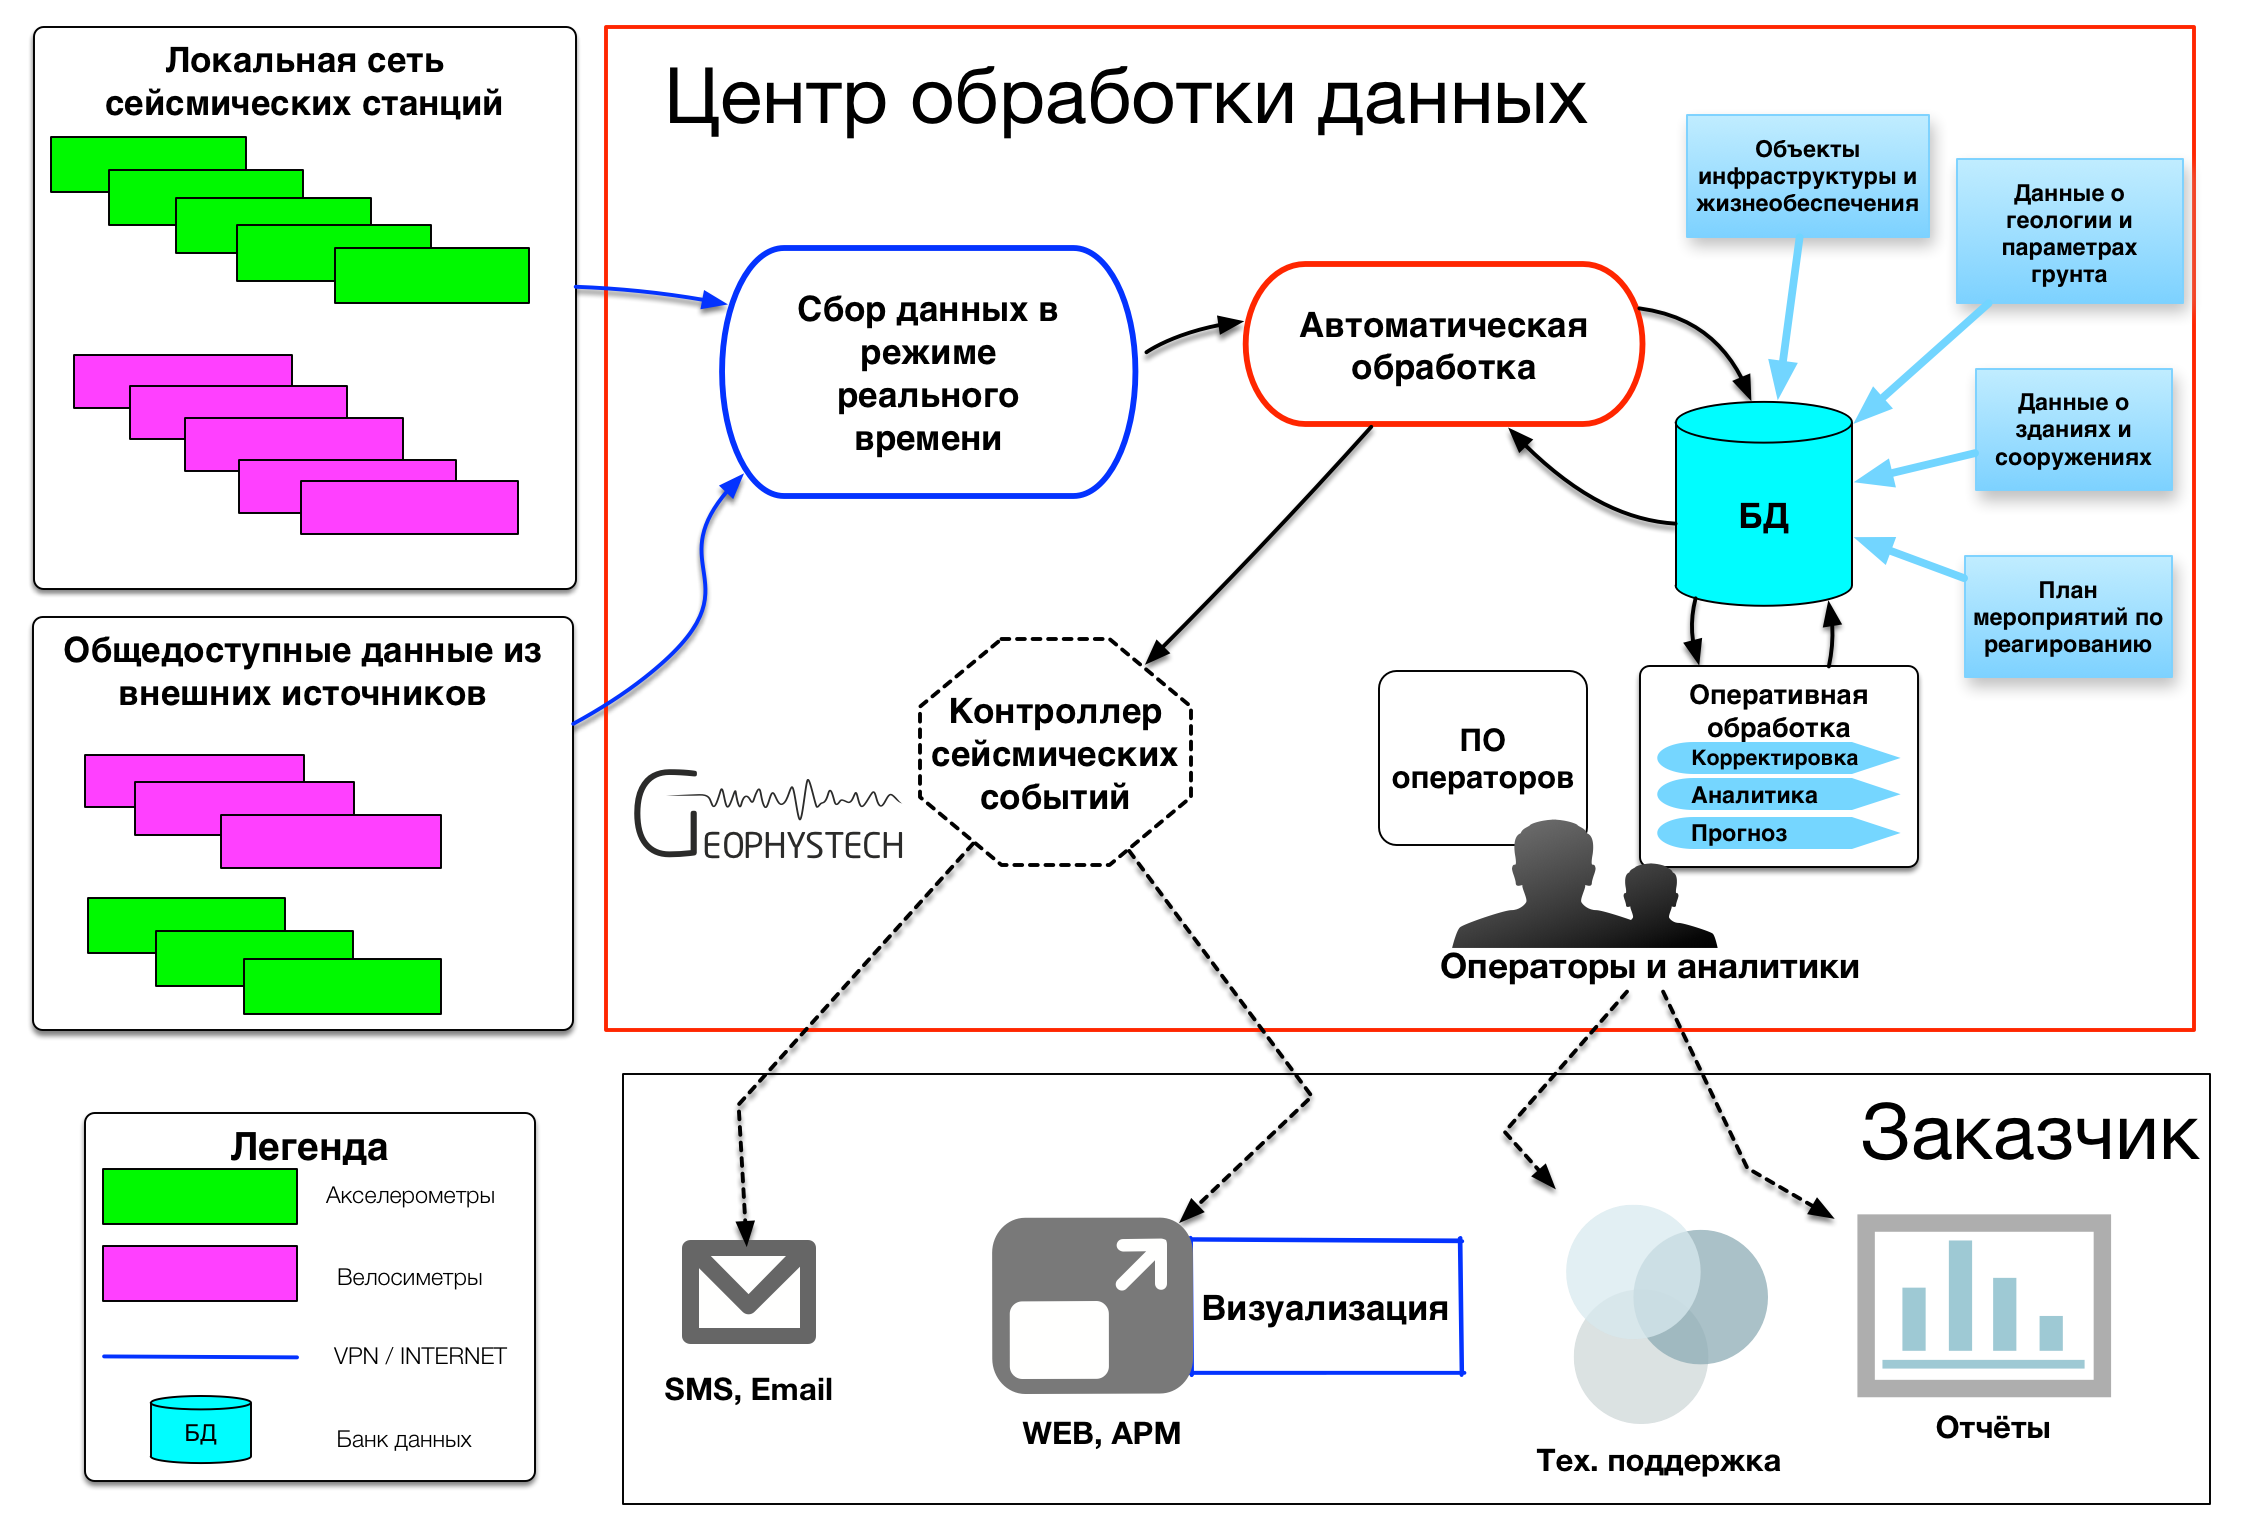 Локальная сеть
сейсмических станций
Общедоступные данные из
внешних источников
Центр обработки данных
Сбор данных в
режиме
реального
времени
Автоматическая
обработка
Объекты
инфраструктуры и
жизнеобеспечения
Данные о
геологии и
параметрах
грунта
Данные о
зданиях и
сооружениях
План
мероприятий по
реагированию
БД
Контроллер
сейсмических
событий
GEOPHYSTECH
ПО
операторов
Оперативная
обработка
Корректировка
Аналитика
Прогноз
Операторы и аналитики
Легенда
Акселерометры
Велосиметры
VPN / INTERNET
БД
Банк данных
Заказчик
SMS, Email
Визуализация
WEB, АРМ
Тех. поддержка
Отчёты